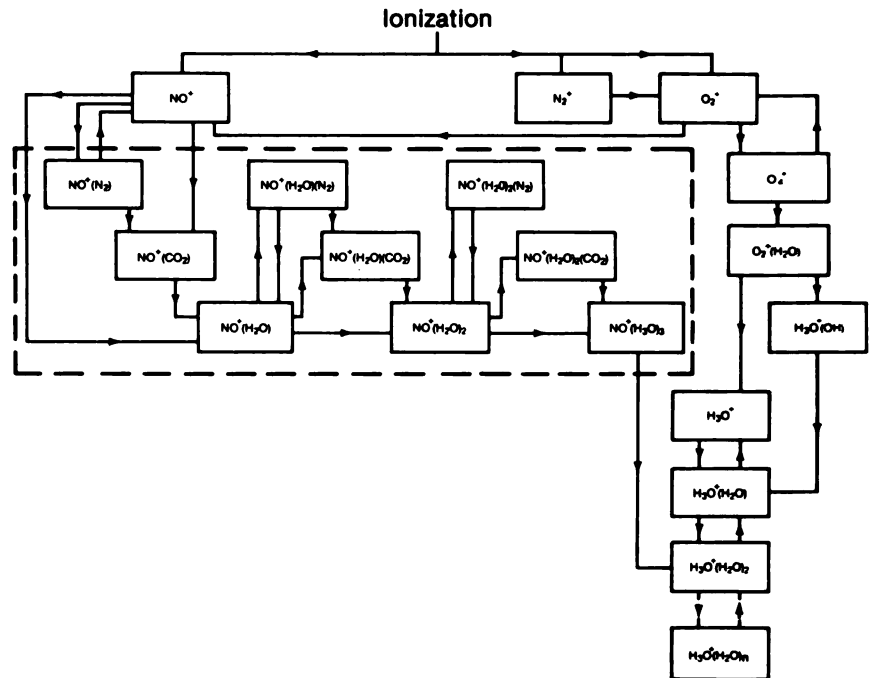 Ionization
NO⁺
N₂⁺
O₂⁺
NO⁺(N₂)
NO⁺(H₂O)(N₂)
NO⁺(H₂O)₂(N₂)
O₄⁺
NO⁺(CO₂)
NO⁺(H₂O)(CO₂)
NO⁺(H₂O)₂(CO₂)
O₂⁺(H₂O)
NO⁺(H₂O)
NO⁺(H₂O)₂
NO⁺(H₃O)₃
H₃O⁺(OH)
H₃O⁺
H₃O⁺(H₂O)
H₃O⁺(H₂O)₂
H₃O⁺(H₂O)n